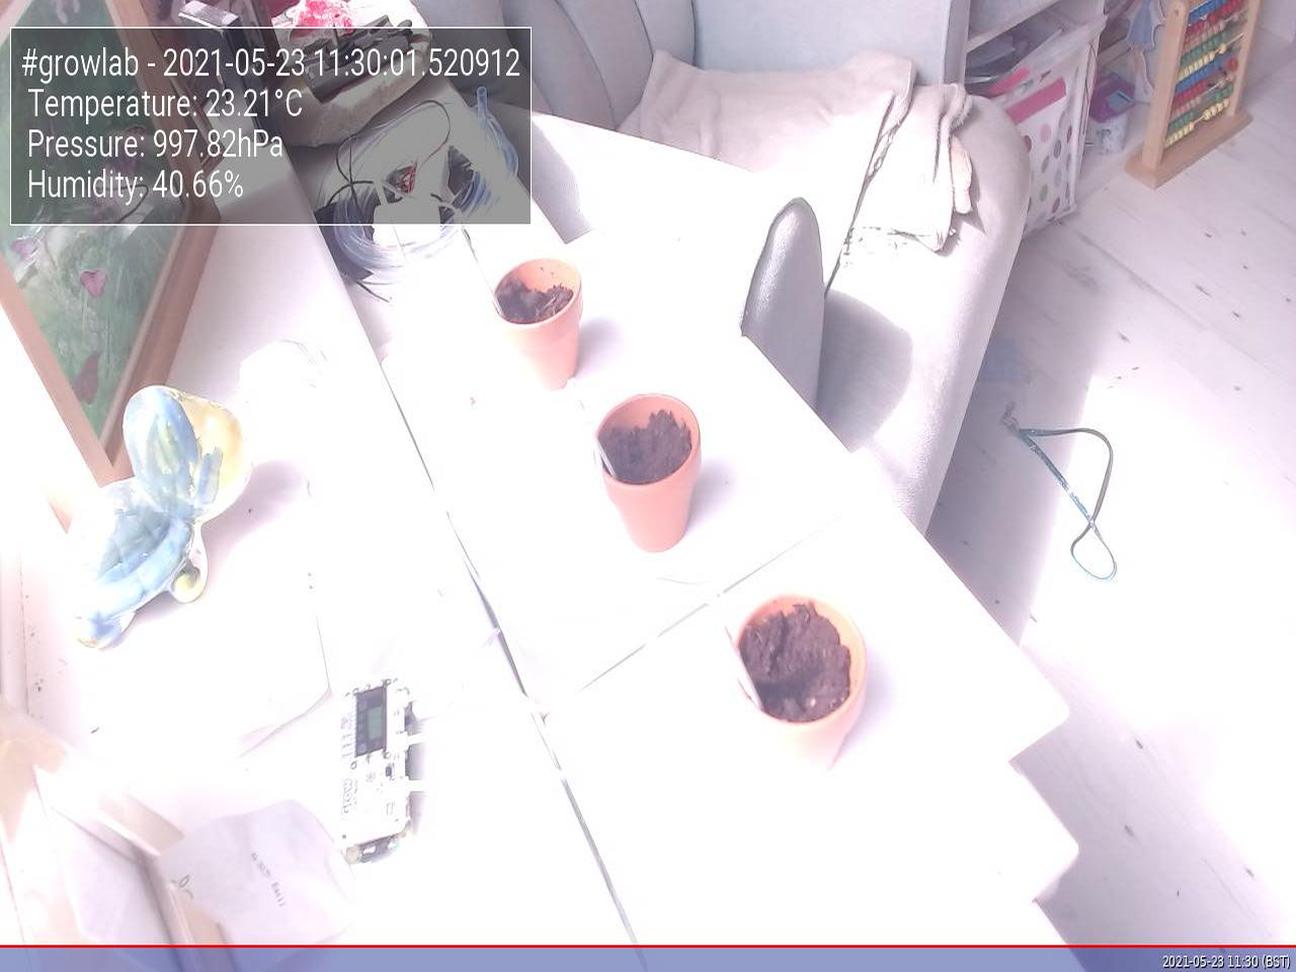 #growlab - 2021-05-23 11:30:01.520912
Temperature: 23.21°C
Pressure: 997.82hPa
Humidity: 40.66%
2021-05-23 11:30 (BST)